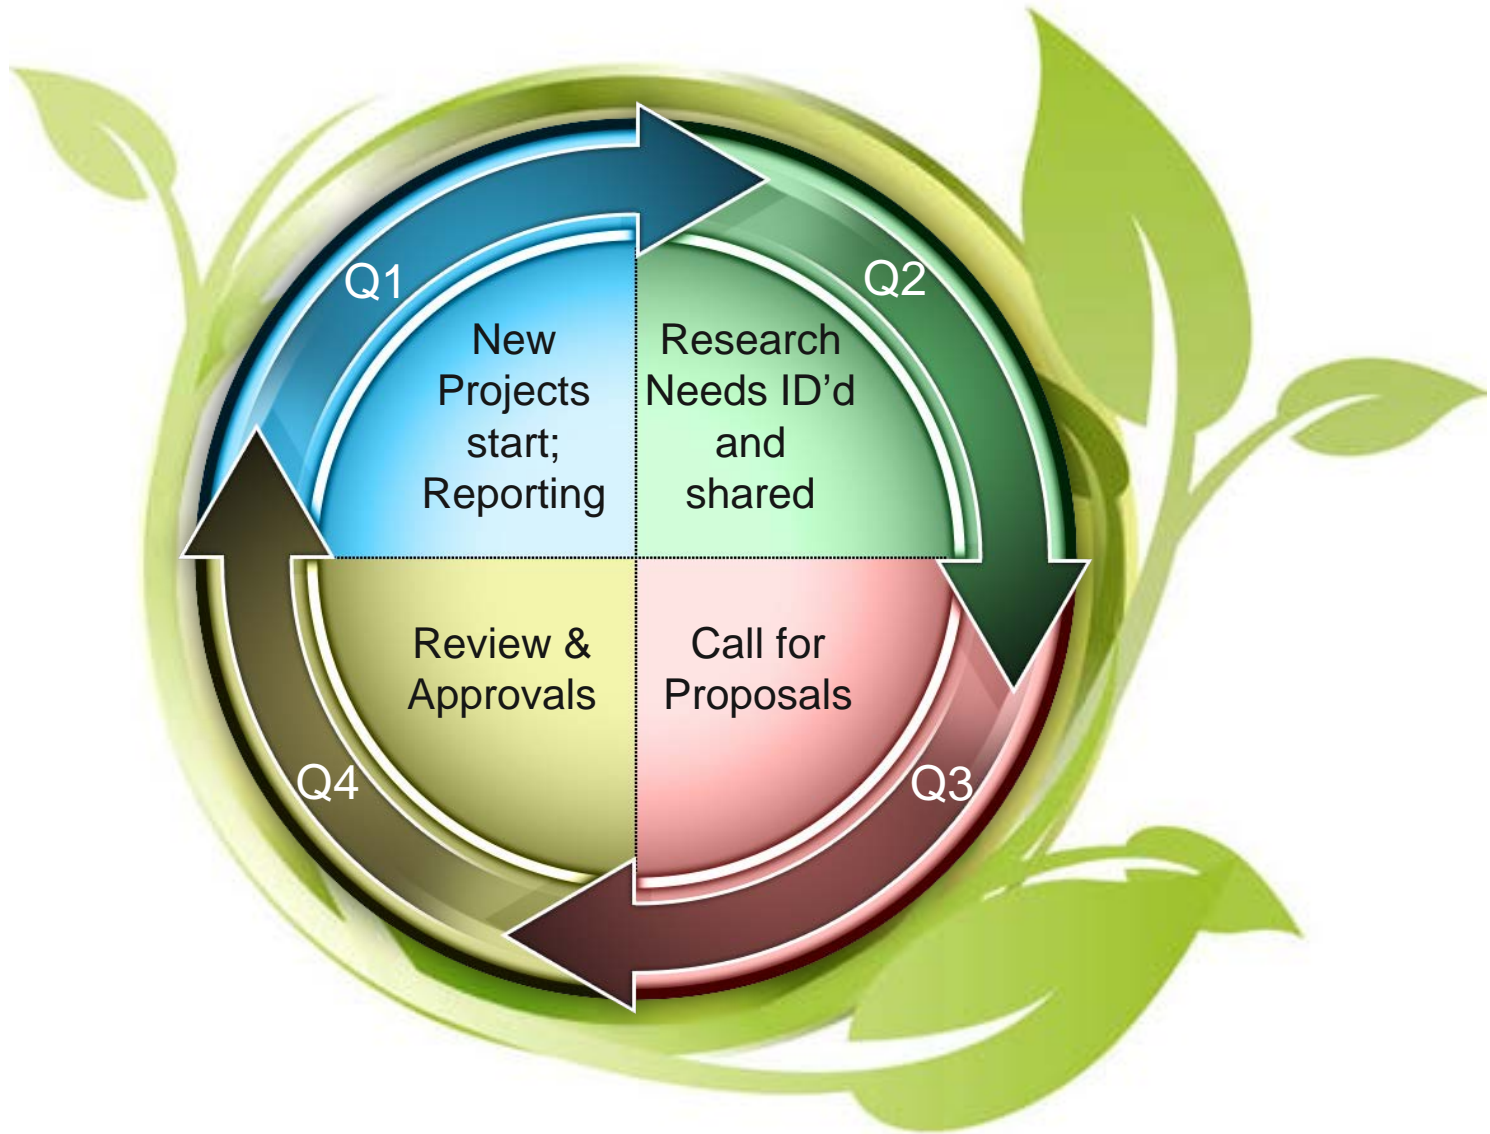 Q1
New
Projects
start;
Reporting
Q2
Research
Needs ID’d
and
shared
Q3
Call for
Proposals
Q4
Review &
Approvals